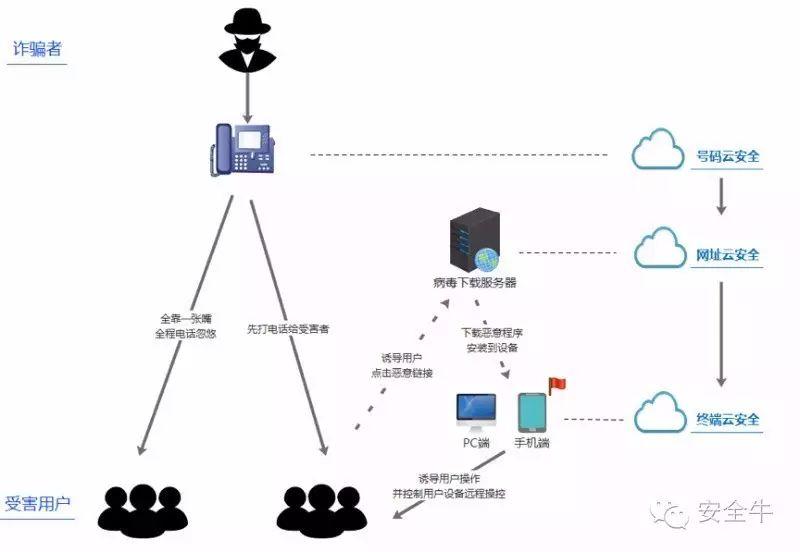 诈骗者
号码云安全
网址云安全
病毒下载服务器
全靠一张嘴
全程电话忽悠
先打电话给受害者
下载恶意程序
安装到设备
诱导用户
点击恶意链接
终端云安全
PC端
手机端
诱导用户操作
并控制用户设备远程操控
受害用户
安全牛